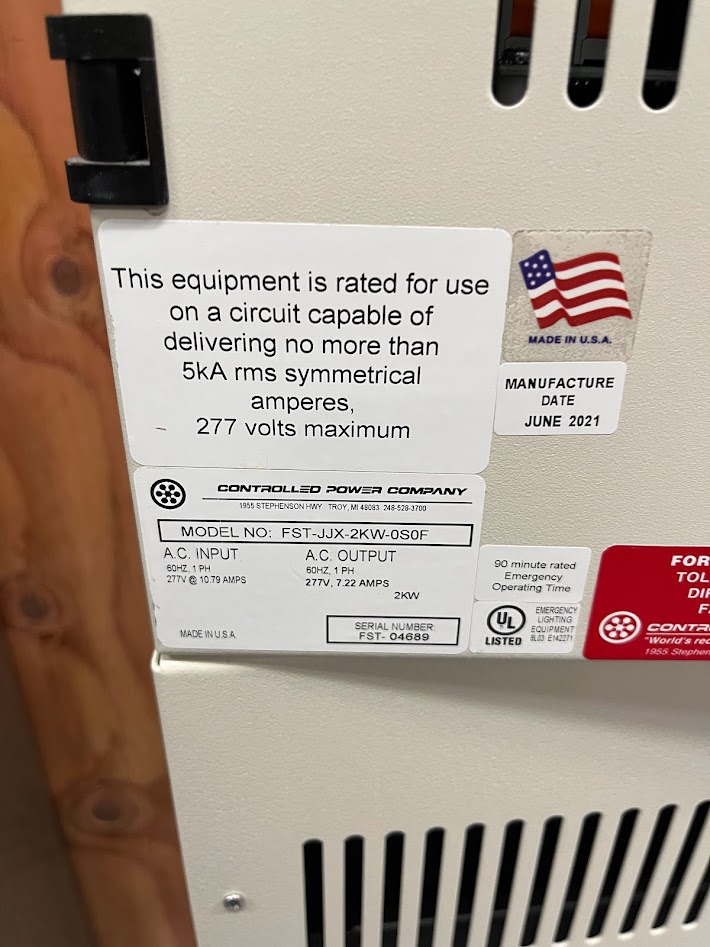 This equipment is rated for use
on a circuit capable of
delivering no more than
5kA rms symmetrical
amperes,
277 volts maximum
MADE IN U.S.A.
MANUFACTURE
DATE
JUNE 2021
CONTROLLED POWER COMPANY
1955 STEPHENSON HWY TROY, MI 48083 248-528-3700
MODEL NO: FST-JJX-2KW-0S0F
A.C. INPUT
60HZ, 1 PH
277V @ 10.79 AMPS
A.C. OUTPUT
60HZ, 1 PH
277V, 7.22 AMPS
2KW
MADE IN U.S.A.
SERIAL NUMBER
FST- 04689
90 minute rated
Emergency
Operating Time
UL
LISTED
EMERGENCY
LIGHTING
EQUIPMENT
8L03 E142271
FOR
TOL
DI
F
CONTR
"World's rec
1955 Stephen